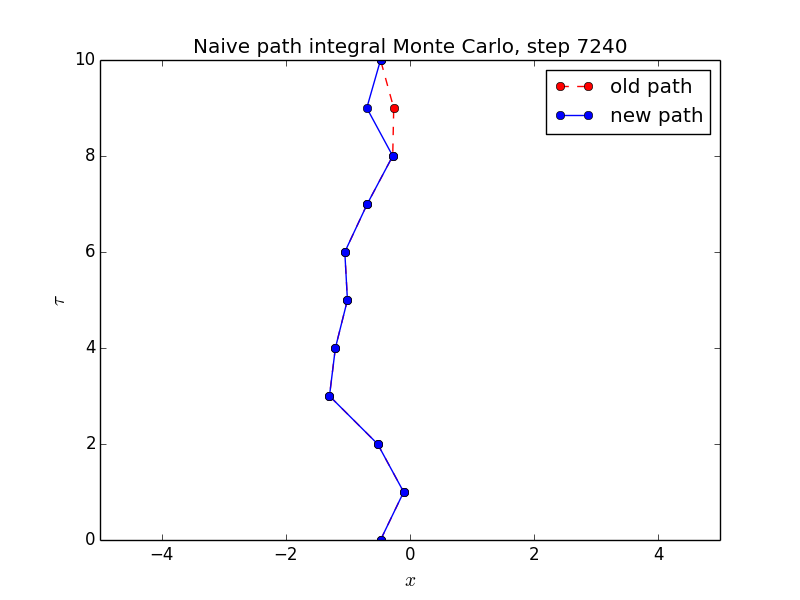 Naive path integral Monte Carlo, step 7240
10
old path
new path
8
6
τ
4
2
0
−4
−2
0
2
4
x